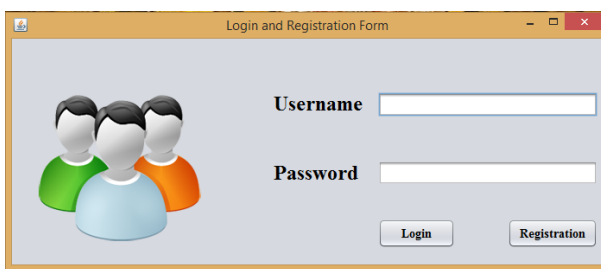 Login and Registration Form
Username
Password
Login Registration